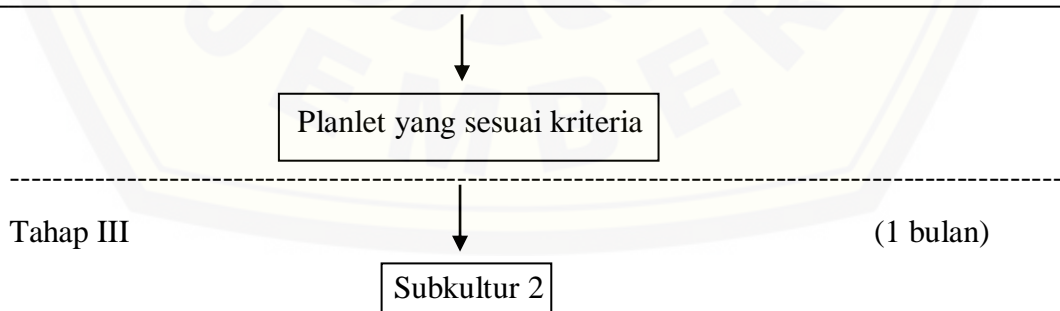 Planlet yang sesuai kriteria
Tahap III (1 bulan)
Subkultur 2